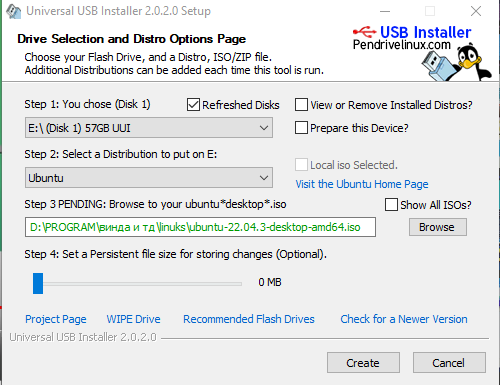 Universal USB Installer 2.0.2.0 Setup
Drive Selection and Distro Options Page
Choose your Flash Drive, and a Distro, ISO/ZIP file.
Additional Distributions can be added each time this tool is run.
USB Installer
Pendrivelinux.com
Step 1: You chose (Disk 1)
Refreshed Disks
View or Remove Installed Distros?
E:\ (Disk 1) 57GB UUI
Prepare this Device?
Step 2: Select a Distribution to put on E:
Local iso Selected.
Ubuntu
Visit the Ubuntu Home Page
Step 3 PENDING: Browse to your ubuntu*desktop*.iso
Show All ISOs?
D:\PROGRAM\винда и тд\linuks\ubuntu-22.04.3-desktop-amd64.iso
Browse
Step 4: Set a Persistent file size for storing changes (Optional).
0 MB
Project Page
WIPE Drive
Recommended Flash Drives
Check for a Newer Version
Universal USB Installer 2.0.2.0
Create
Cancel